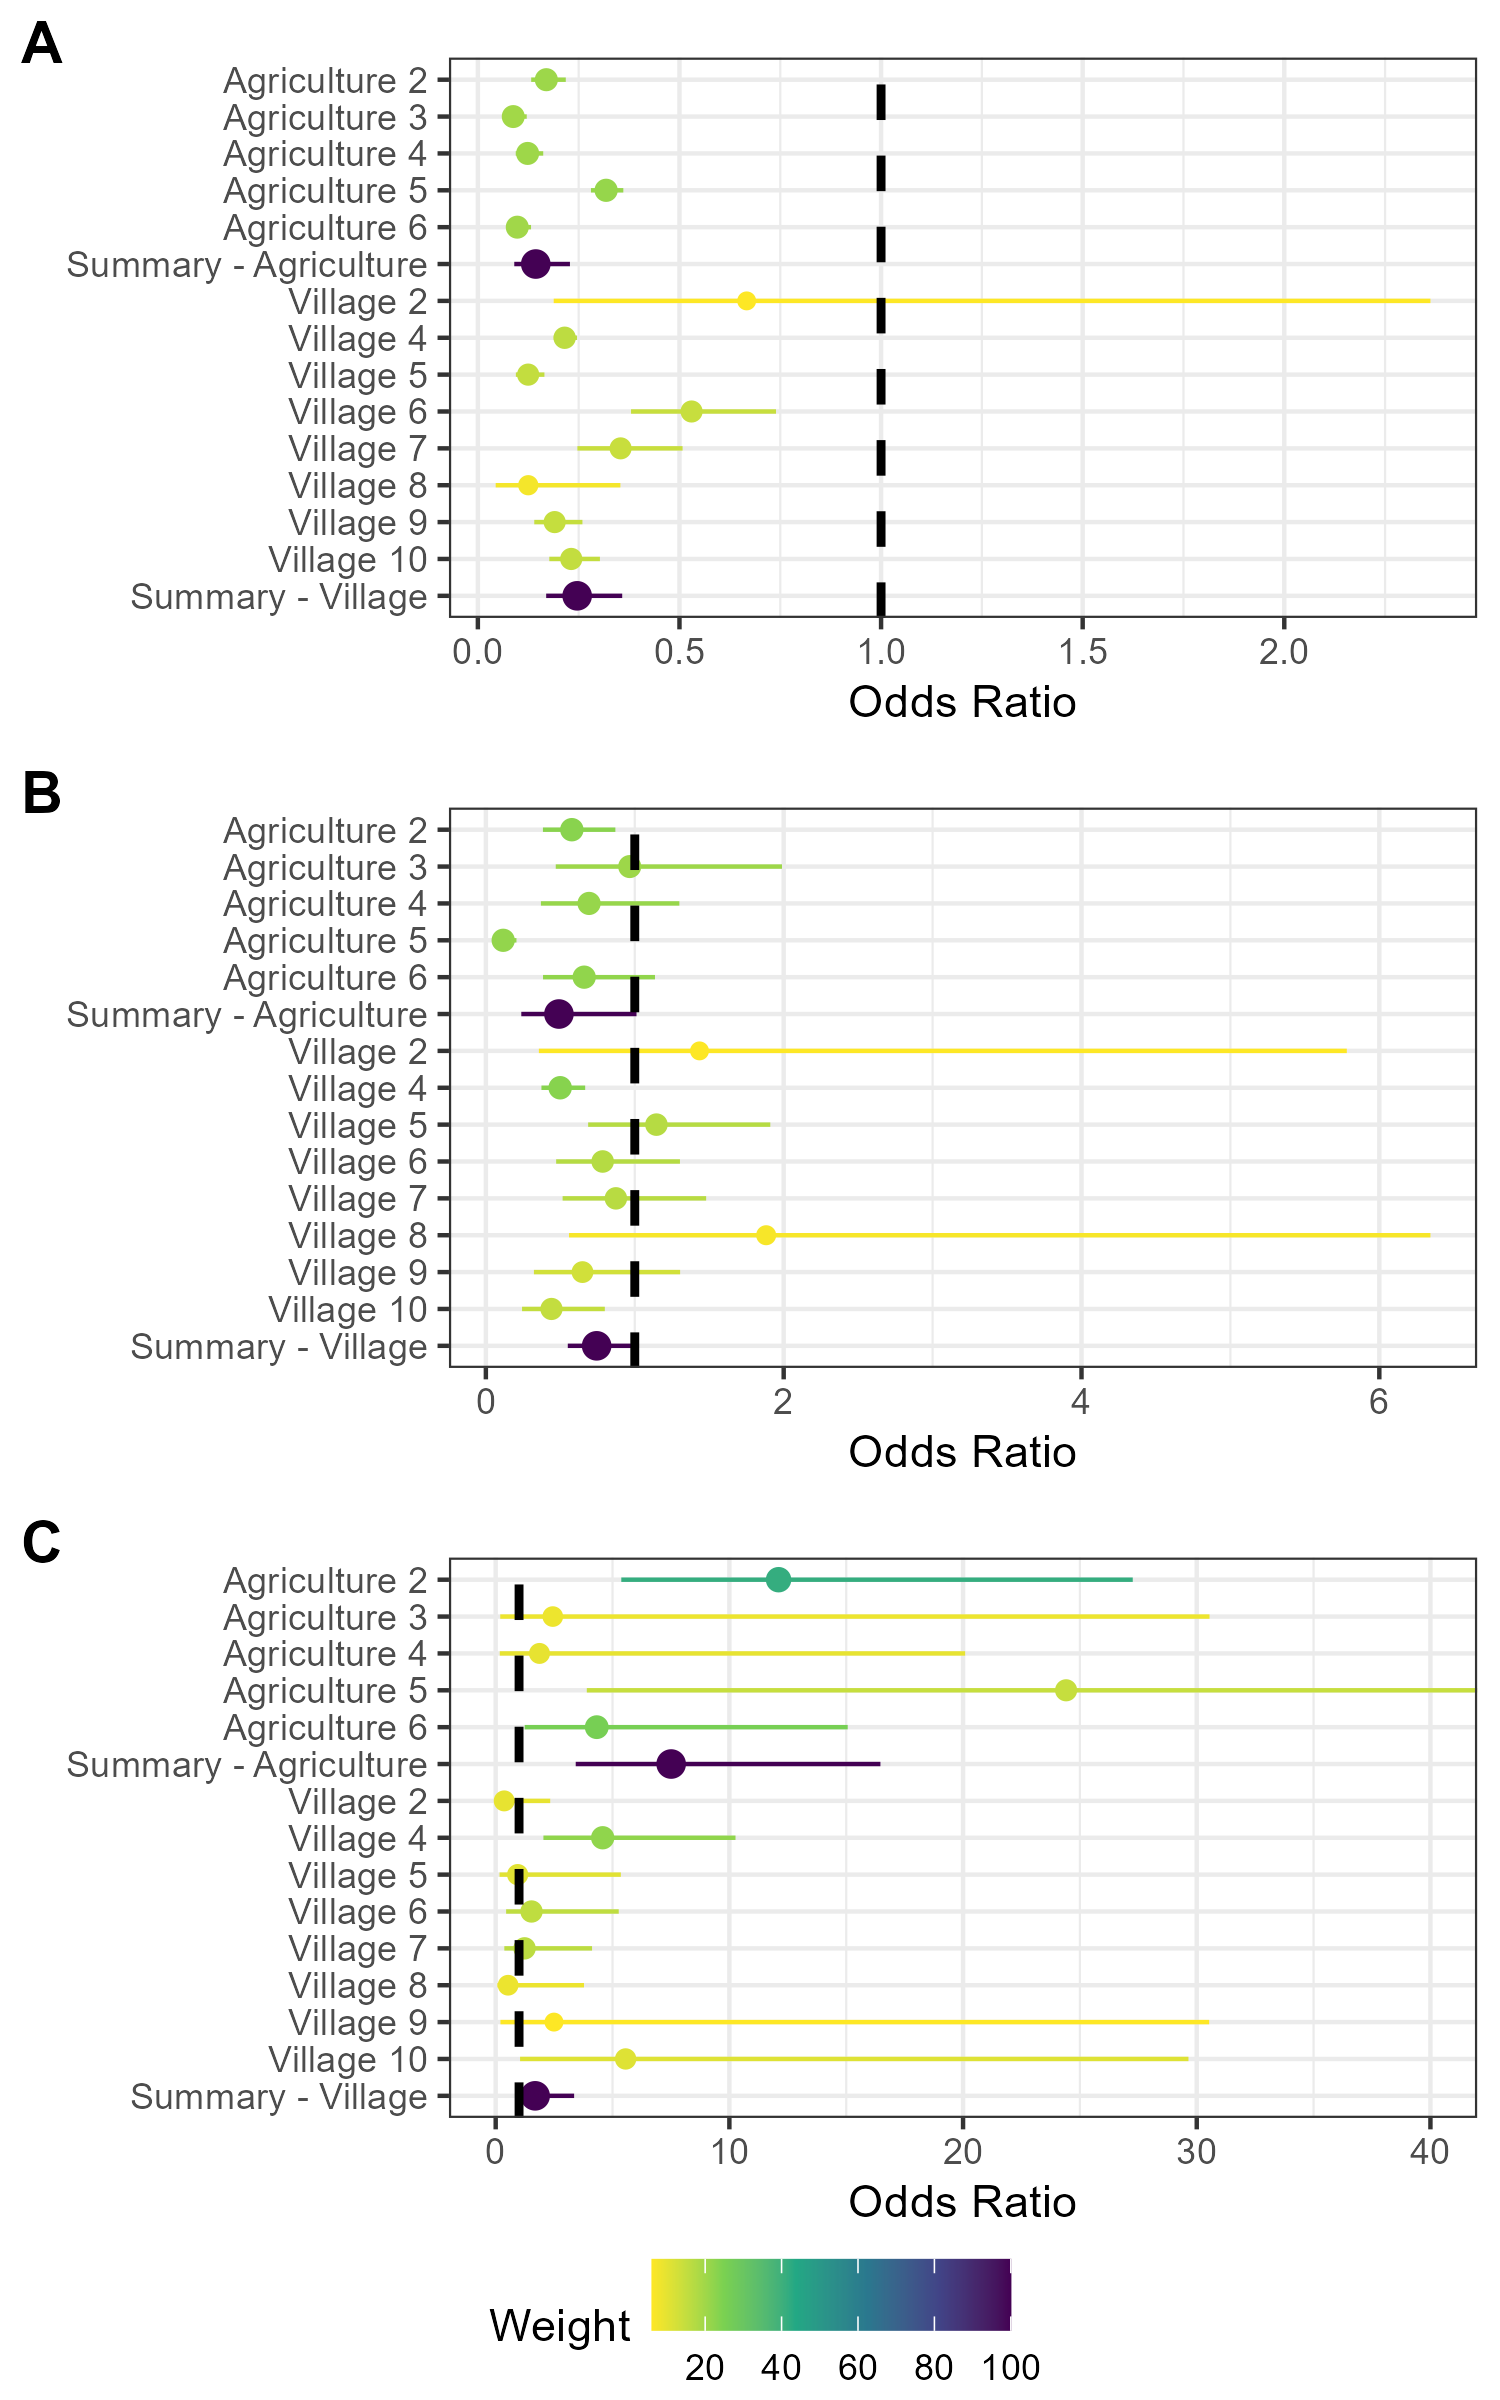 A
Agriculture 2
Agriculture 3
Agriculture 4
Agriculture 5
Agriculture 6
Summary - Agriculture
Village 2
Village 4
Village 5
Village 6
Village 7
Village 8
Village 9
Village 10
Summary - Village
0.0 0.5 1.0 1.5 2.0
Odds Ratio
B
Agriculture 2
Agriculture 3
Agriculture 4
Agriculture 5
Agriculture 6
Summary - Agriculture
Village 2
Village 4
Village 5
Village 6
Village 7
Village 8
Village 9
Village 10
Summary - Village
0 2 4 6
Odds Ratio
C
Agriculture 2
Agriculture 3
Agriculture 4
Agriculture 5
Agriculture 6
Summary - Agriculture
Village 2
Village 4
Village 5
Village 6
Village 7
Village 8
Village 9
Village 10
Summary - Village
0 10 20 30 40
Odds Ratio
Weight
20 40 60 80 100